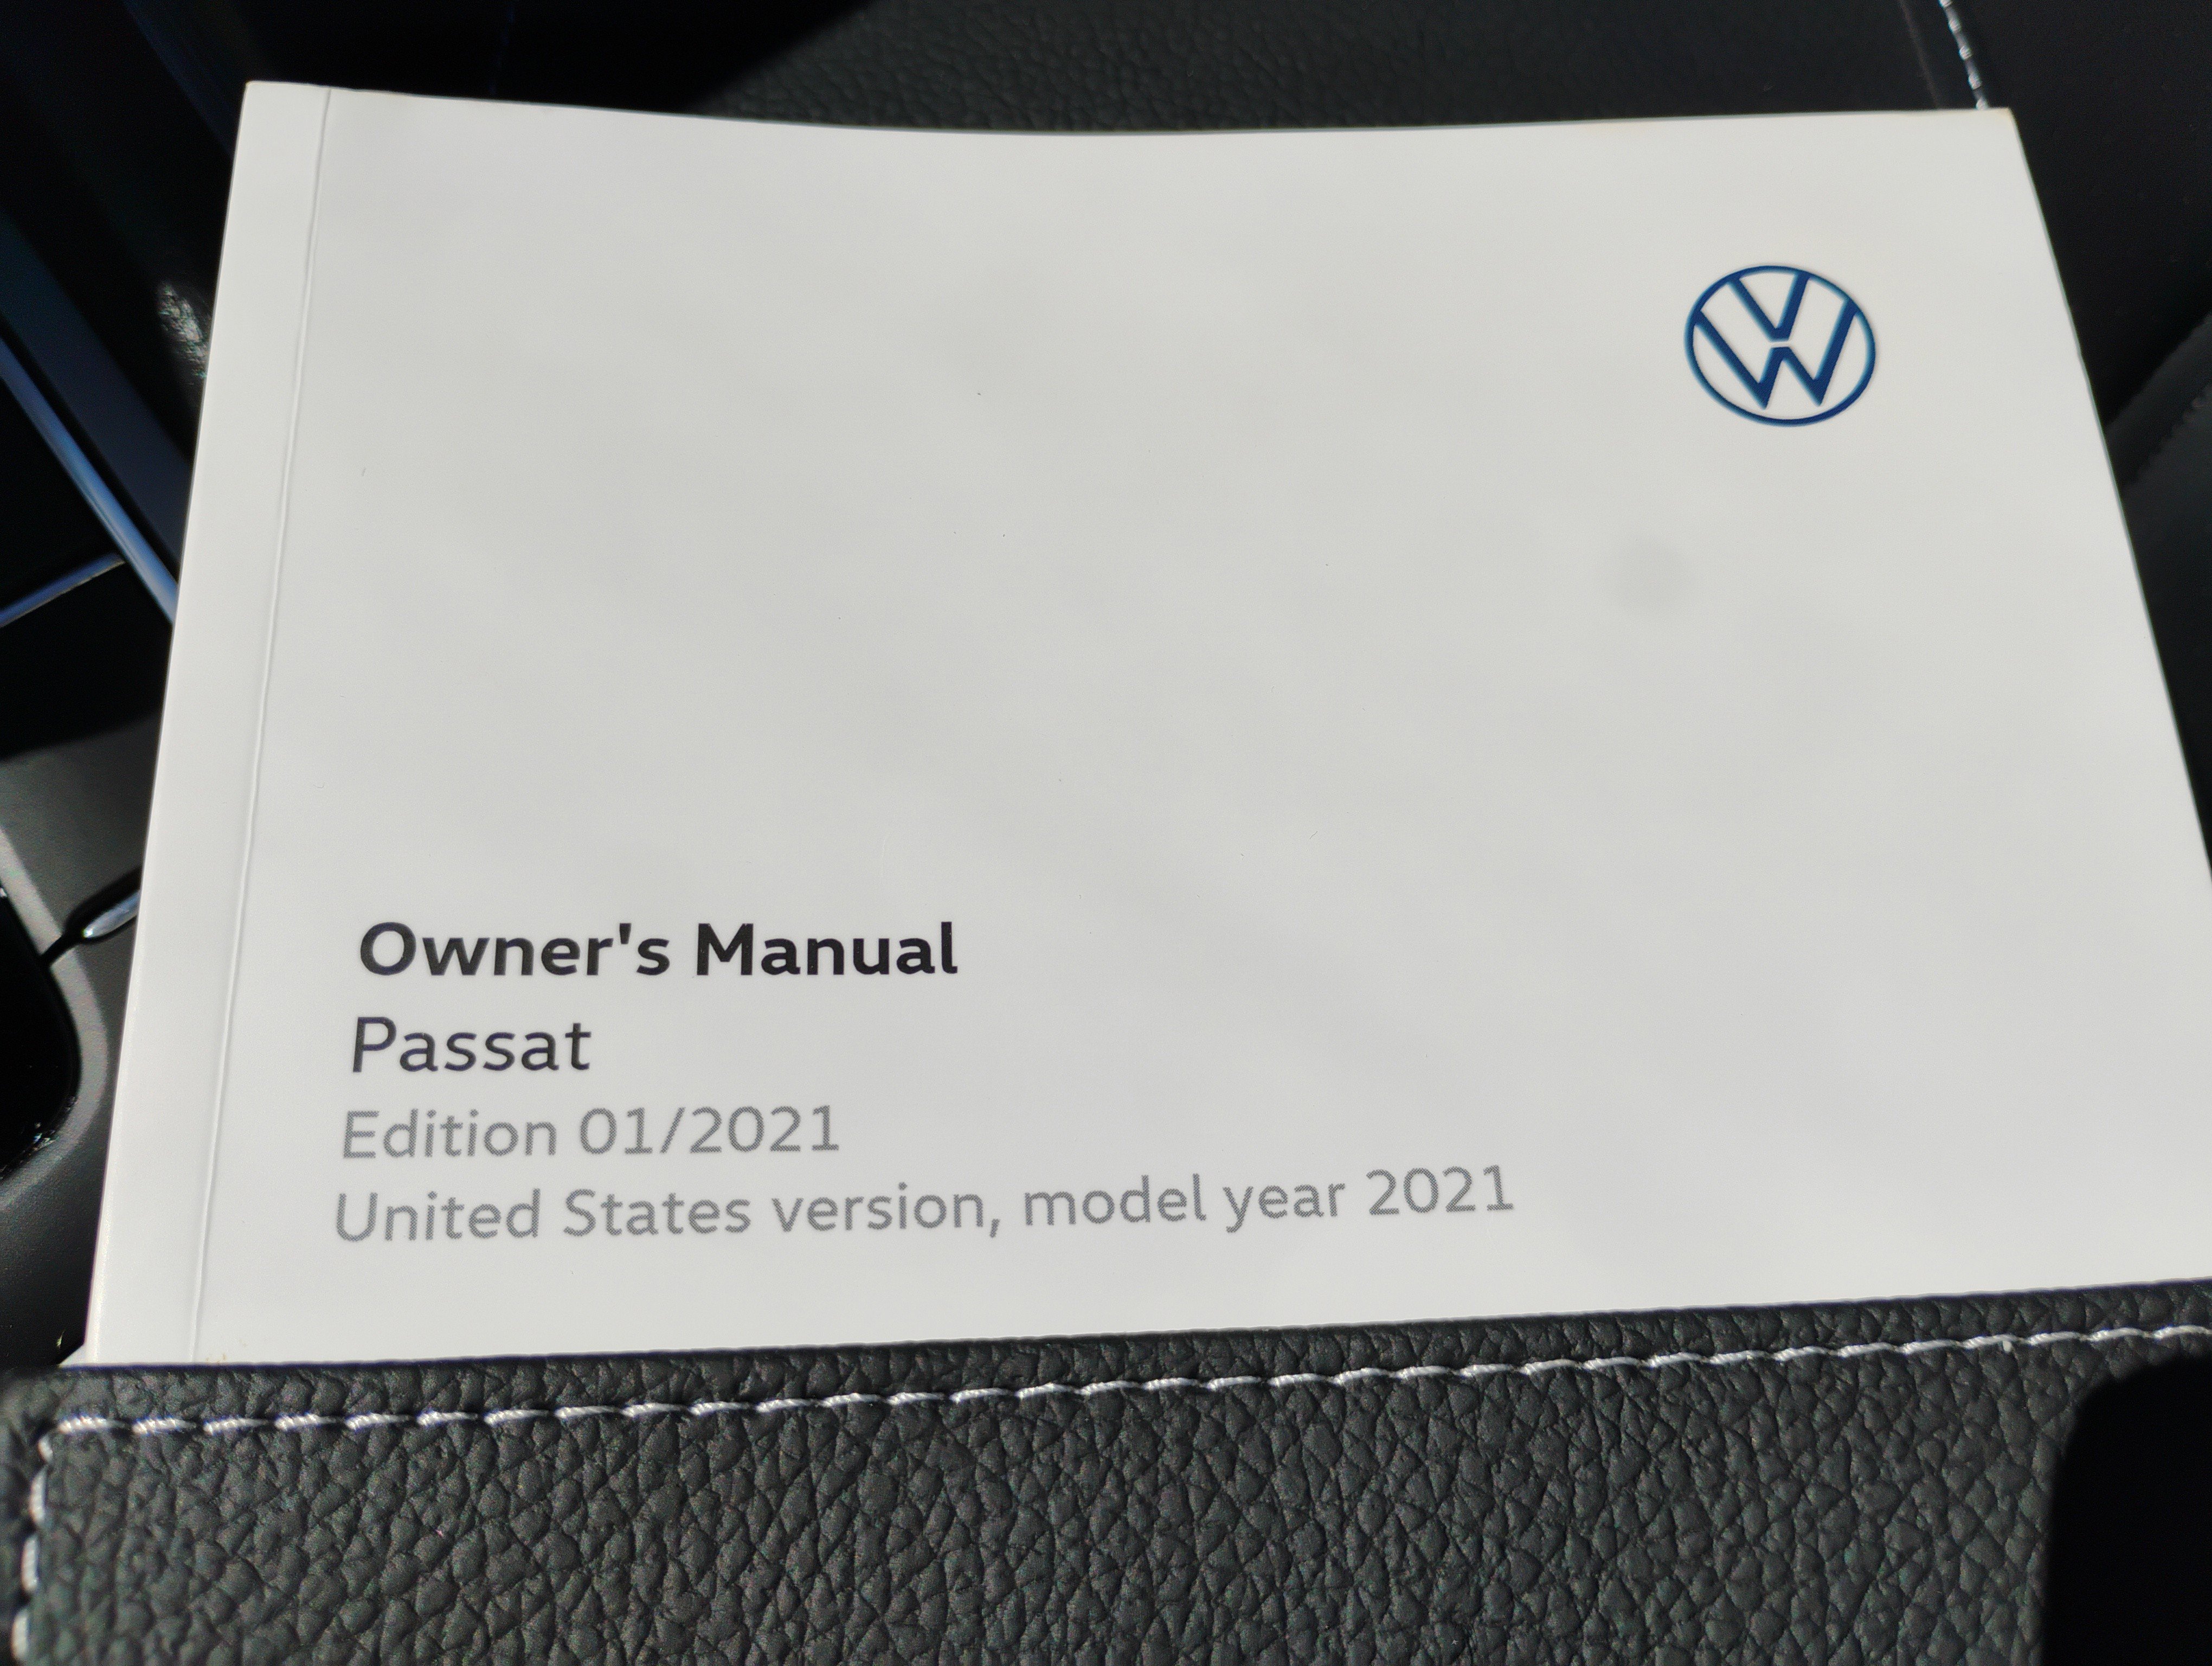 Owner's Manual
Passat
Edition 01/2021
United States version, model year 2021